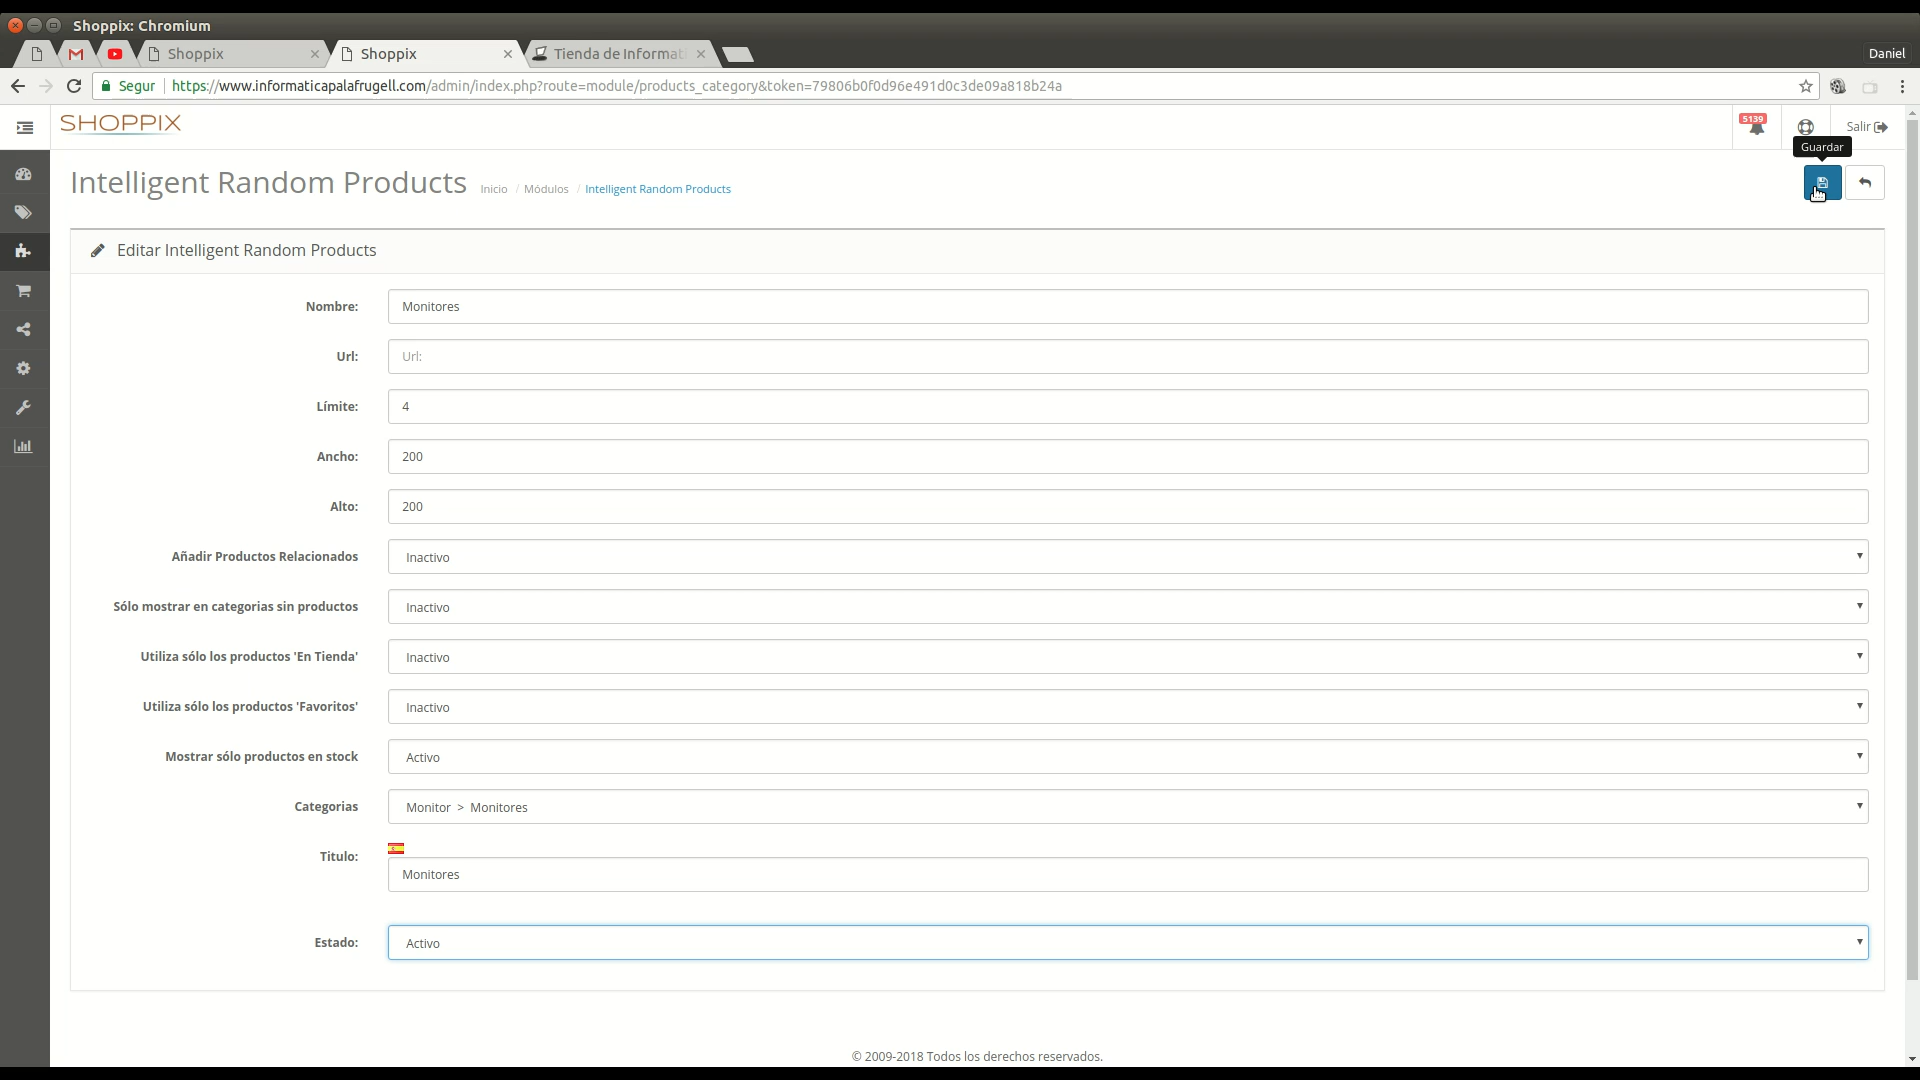 Shoppix: Chromium
Shoppix
Shoppix
Tienda de Informat
Daniel
Segur
https://www.informaticapalafrugell.com/admin/index.php?route=module/products_category&token=79806b0f0d96e491d0c3de09a818b24a
SHOPPIX
5139
Salir
Guardar
Intelligent Random Products
Inicio / Módulos / Intelligent Random Products
Editar Intelligent Random Products
Nombre: Monitores
Url: Url:
Límite: 4
Ancho: 200
Alto: 200
Añadir Productos Relacionados Inactivo
Sólo mostrar en categorias sin productos Inactivo
Utiliza sólo los productos 'En Tienda' Inactivo
Utiliza sólo los productos 'Favoritos' Inactivo
Mostrar sólo productos en stock Activo
Categorias Monitor > Monitores
Titulo: Monitores
Estado: Activo
© 2009-2018 Todos los derechos reservados.